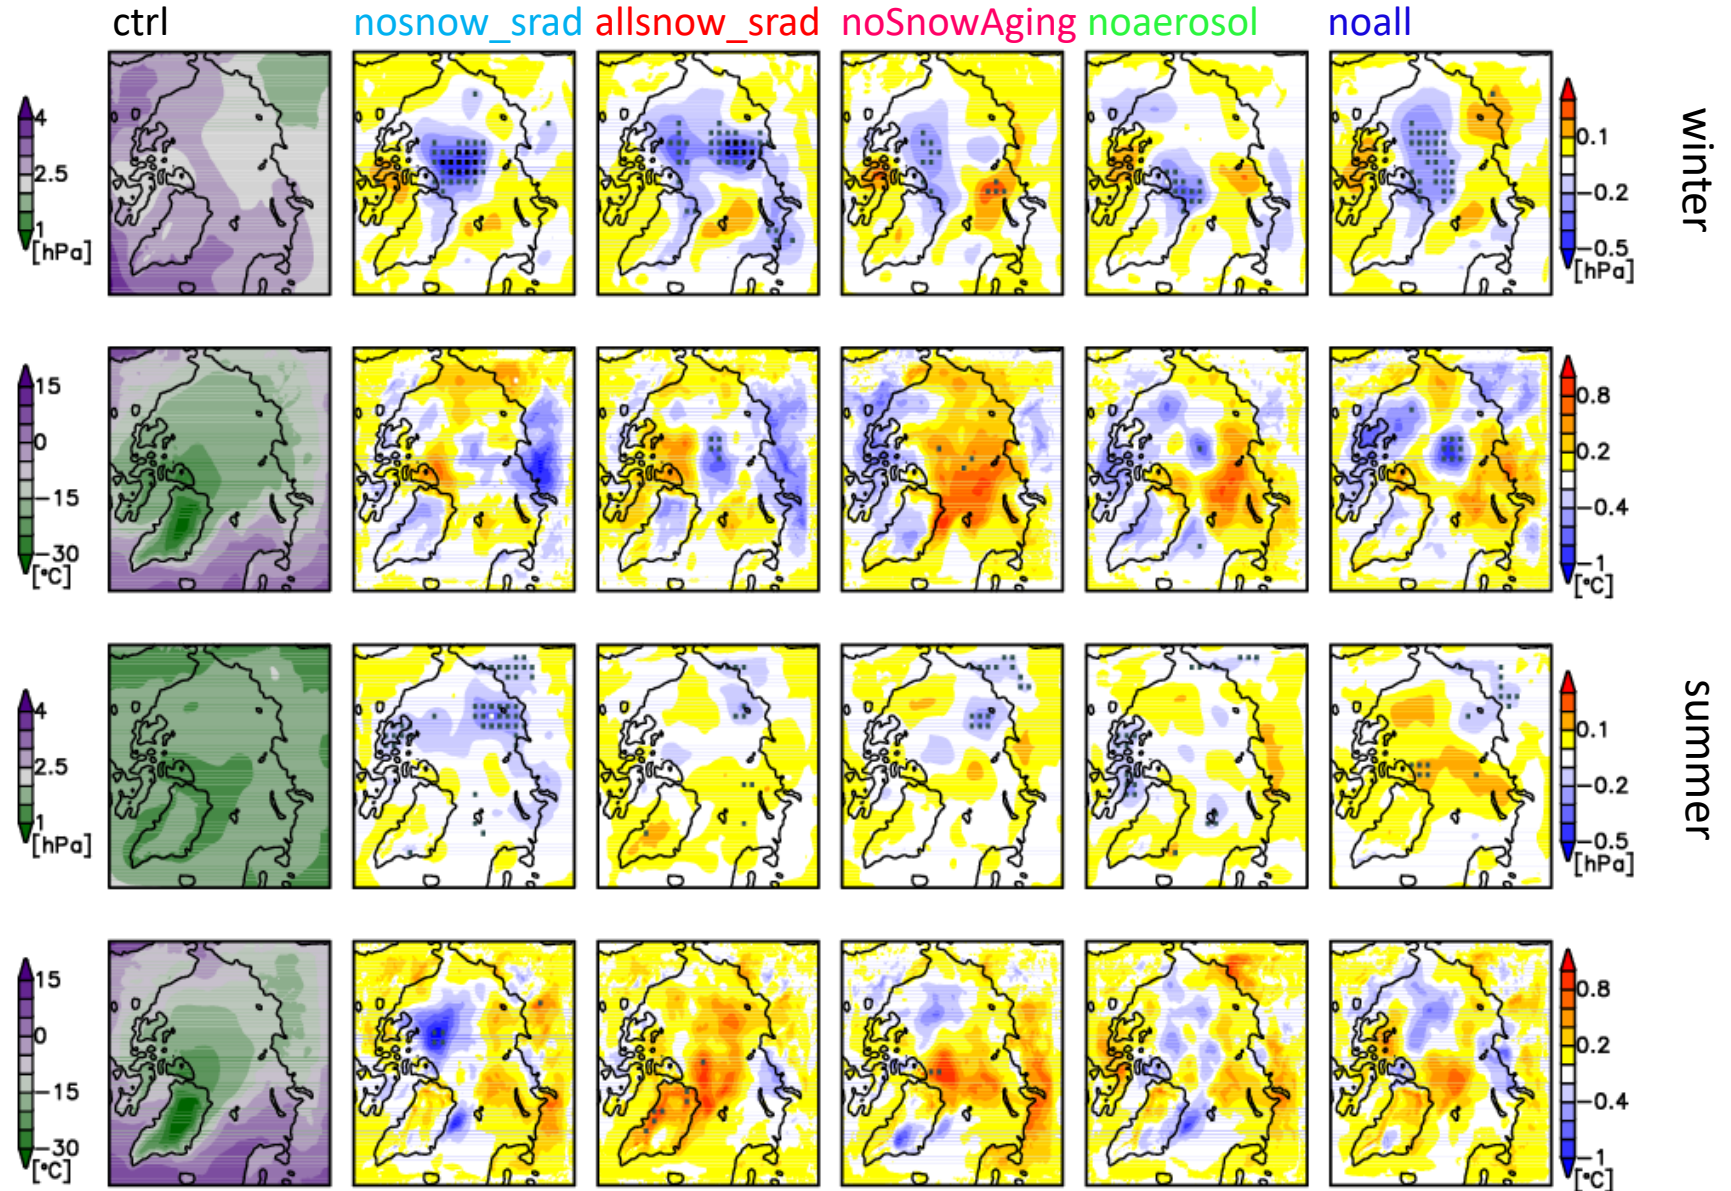 ctrl nosnow_srad allsnow_srad noSnowAging noaerosol noall
4
2.5
1
[hPa]
0.1
−0.2
−0.5
[hPa]
winter
15
0
−15
−30
[°C]
0.8
0.2
−0.4
−1
[°C]
4
2.5
1
[hPa]
0.1
−0.2
−0.5
[hPa]
summer
15
0
−15
−30
[°C]
0.8
0.2
−0.4
−1
[°C]